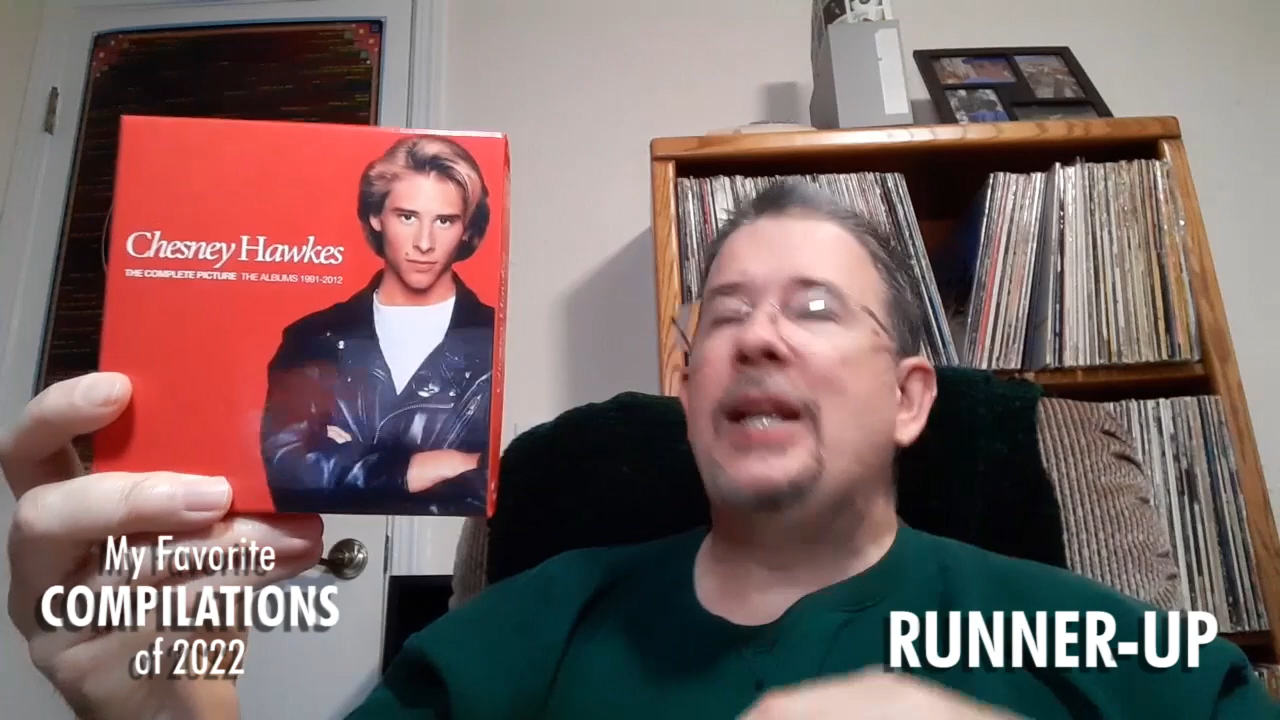 Chesney Hawkes
THE COMPLETE PICTURE THE ALBUMS 1991-2012
My Favorite
COMPILATIONS
of 2022
RUNNER-UP